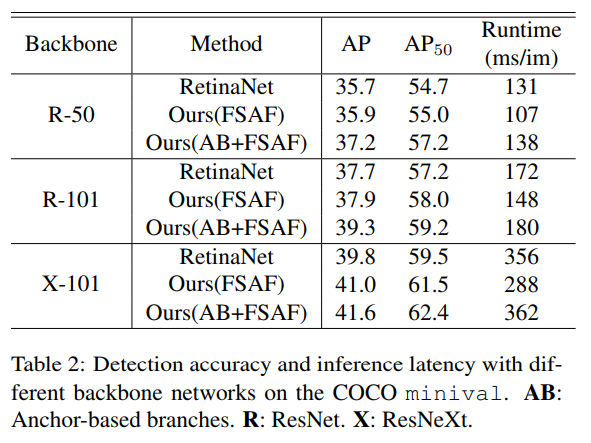 Backbone Method AP AP50 Runtime (ms/im)
RetinaNet 35.7 54.7 131
R-50 Ours(FSAF) 35.9 55.0 107
Ours(AB+FSAF) 37.2 57.2 138
RetinaNet 37.7 57.2 172
R-101 Ours(FSAF) 37.9 58.0 148
Ours(AB+FSAF) 39.3 59.2 180
RetinaNet 39.8 59.5 356
X-101 Ours(FSAF) 41.0 61.5 288
Ours(AB+FSAF) 41.6 62.4 362
Table 2: Detection accuracy and inference latency with dif-
ferent backbone networks on the COCO minival. AB:
Anchor-based branches. R: ResNet. X: ResNeXt.